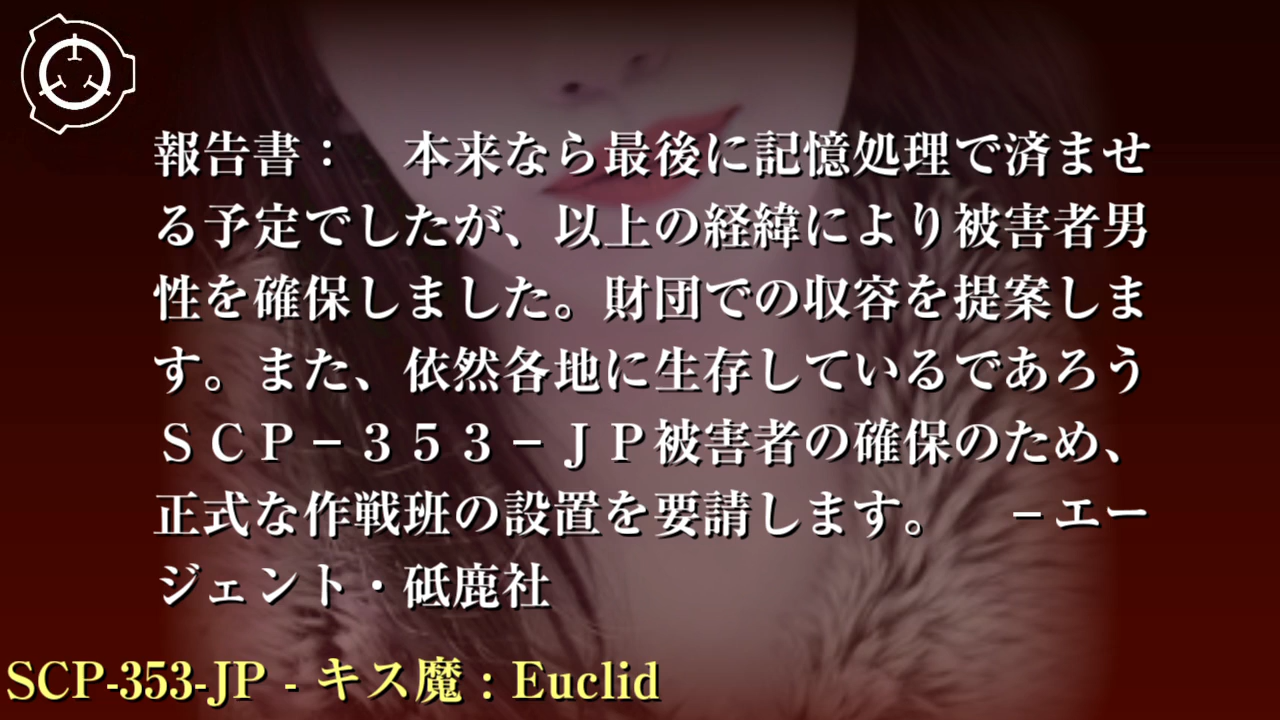 報告書：　本来なら最後に記憶処理で済ませ
る予定でしたが、以上の経緯により被害者男
性を確保しました。財団での収容を提案しま
す。また、依然各地に生存しているであろう
ＳＣＰ－３５３－ＪＰ被害者の確保のため、
正式な作戦班の設置を要請します。　－エー
ジェント・砥鹿社
SCP-353-JP - キス魔：Euclid